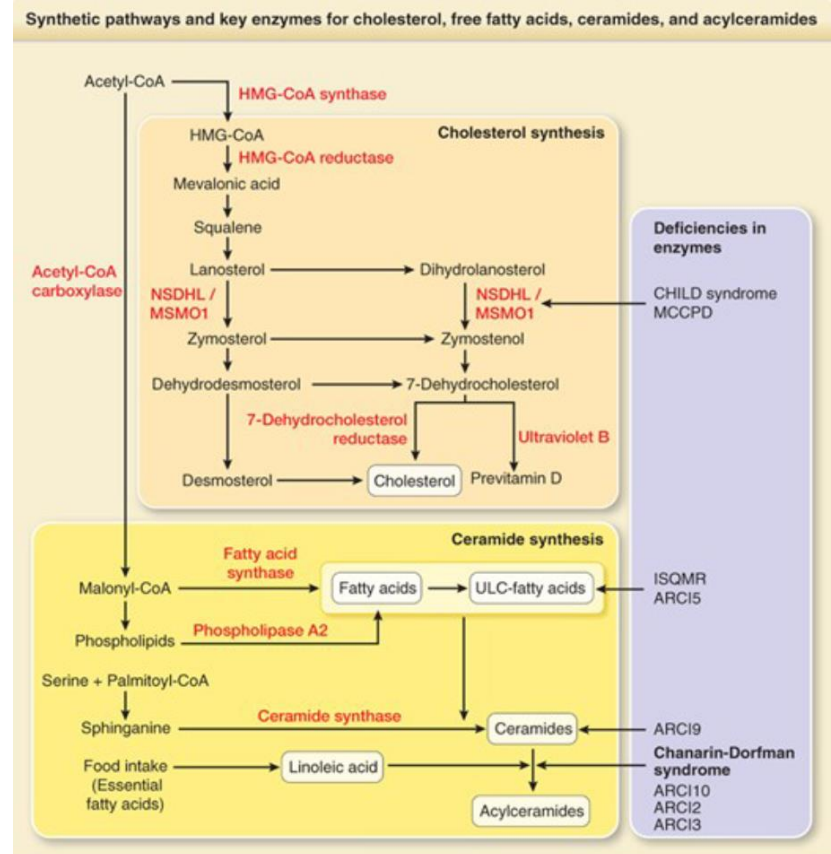 Synthetic pathways and key enzymes for cholesterol, free fatty acids, ceramides, and acylceramides
Acetyl-CoA
HMG-CoA synthase
HMG-CoA
Cholesterol synthesis
HMG-CoA reductase
Mevalonic acid
Squalene
Lanosterol
Dihydrolanosterol
Acetyl-CoA
carboxylase
NSDHL /
MSMO1
NSDHL /
MSMO1
Zymosterol
Zymostenol
Dehydrodesmosterol
7-Dehydrocholesterol
7-Dehydrocholesterol
reductase
Ultraviolet B
Desmosterol
Cholesterol
Previtamin D
Deficiencies in
enzymes
CHILD syndrome
MCCPD
Ceramide synthesis
Fatty acid
synthase
Malonyl-CoA
Fatty acids
ULC-fatty acids
ISQMR
ARCI5
Phospholipase A2
Phospholipids
Serine + Palmitoyl-CoA
Ceramide synthase
Sphinganine
Ceramides
ARCI9
Food intake
(Essential
fatty acids)
Linoleic acid
Chanarin-Dorfman
syndrome
ARCI10
ARCI2
ARCI3
Acylceramides